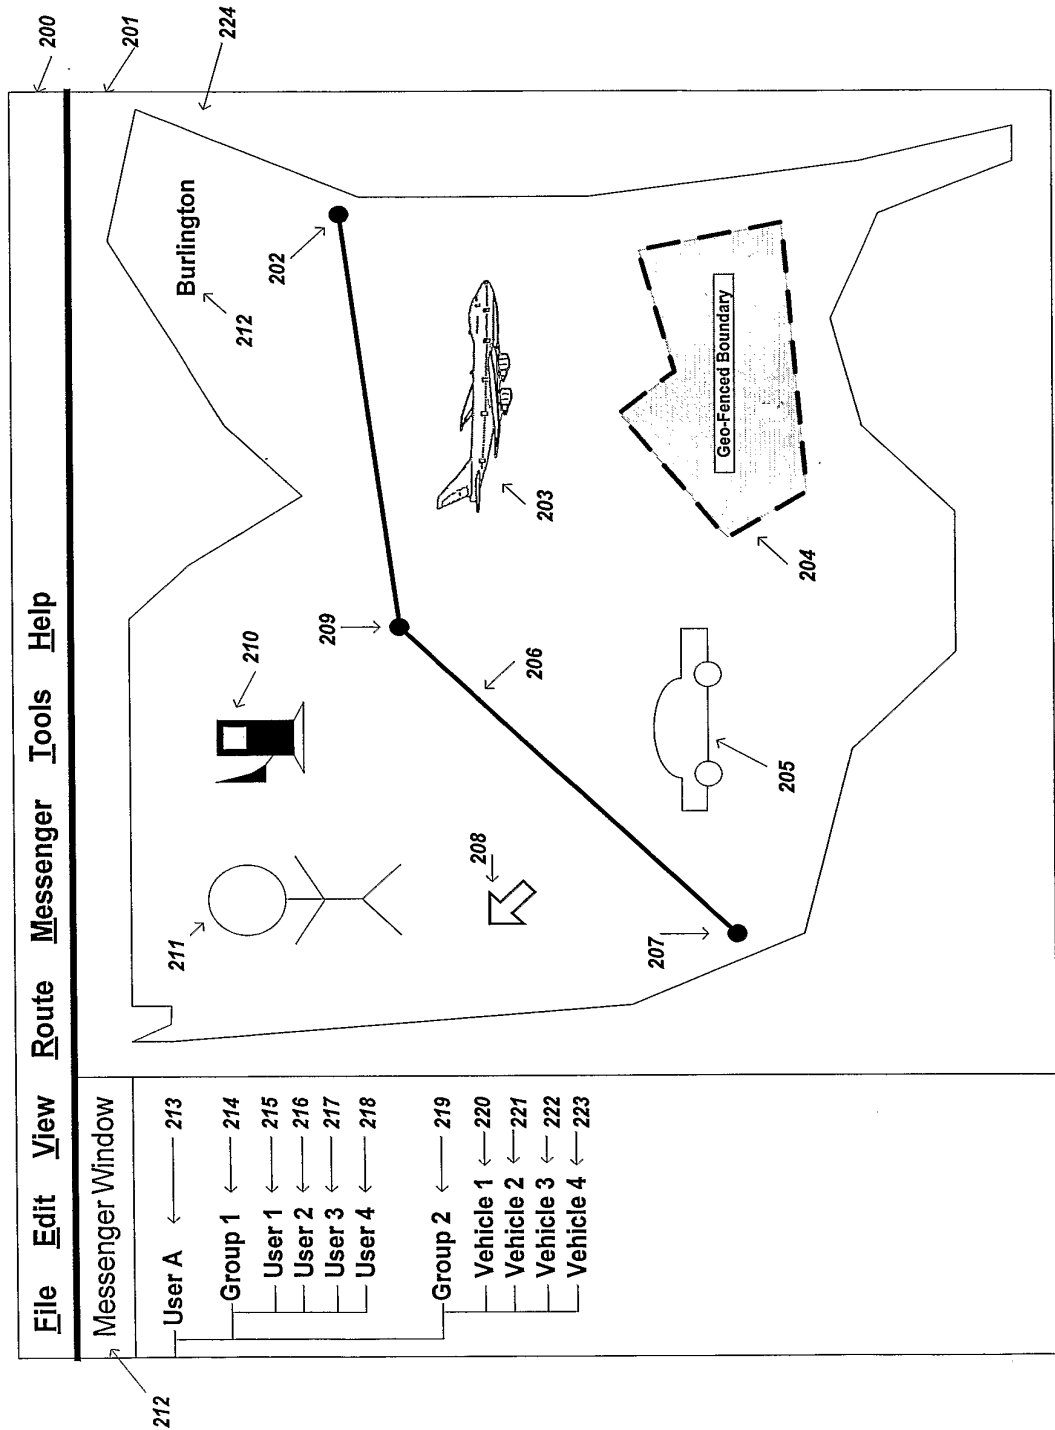 200
201
224
File Edit View Route Messenger Tools Help
Messenger Window
212
User A
213
Group 1
214
User 1
215
User 2
216
User 3
217
User 4
218
Group 2
219
Vehicle 1
220
Vehicle 2
221
Vehicle 3
222
Vehicle 4
223
211
210
Burlington
212
202
209
208
206
203
207
205
204
Geo-Fenced Boundary